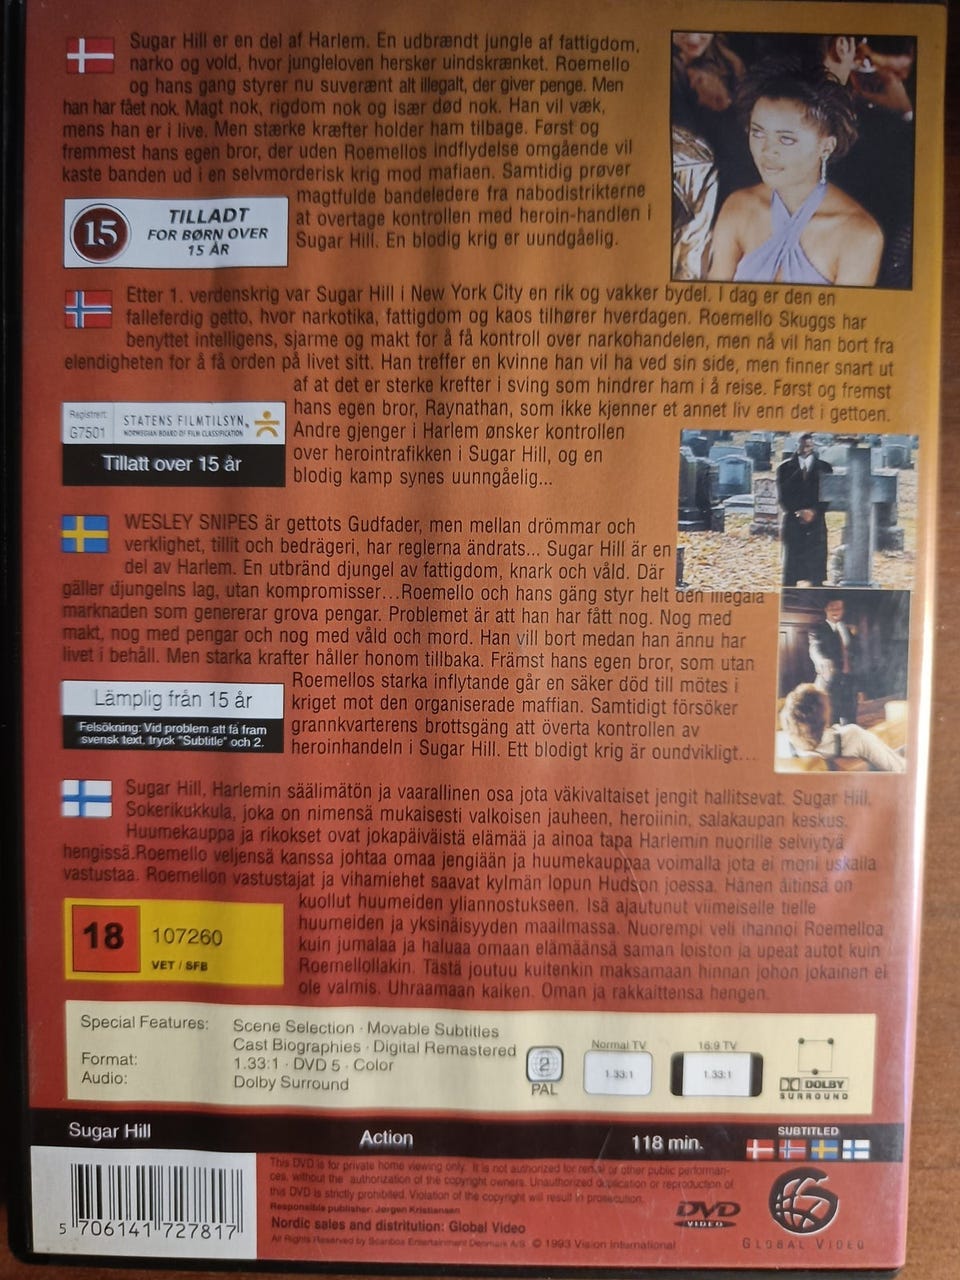 Sugar Hill er en del af Harlem. En udbrændt jungle af fattigdom,
narko og vold, hvor jungleloven hersker uindskrænket. Roemello
og hans gang styrer nu suverænt alt illegalt, der giver penge. Men
han har fået nok. Magt nok, rigdom nok og især død nok. Han vil væk,
mens han er i live. Men stærke kræfter holder ham tilbage. Først og
fremmest hans egen bror, der uden Roemellos indflydelse omgående vil
kaste banden ud i en selvmorderisk krig mod mafiaen. Samtidig prøver
magtfulde bandeledere fra nabodistrikterne
at overtage kontrollen med heroin-handlen i
Sugar Hill. En blodig krig er uundgåelig.
15
TILLADT
FOR BØRN OVER
15 ÅR
Etter 1. verdenskrig var Sugar Hill i New York City en rik og vakker bydel. I dag er den en
falleferdig getto, hvor narkotika, fattigdom og kaos tilhører hverdagen. Roemello Skuggs har
benyttet intelligens, sjarme og makt for å få kontroll over narkohandelen, men nå vil han bort fra
elendigheten for å få orden på livet sitt. Han treffer en kvinne han vil ha ved sin side, men finner snart ut
af at det er sterke krefter i sving som hindrer ham i å reise. Først og fremst
hans egen bror, Raynathan, som ikke kjenner et annet liv enn det i gettoen.
Andre gjenger i Harlem ønsker kontrollen
over herointrafikken i Sugar Hill, og en
blodig kamp synes uunngåelig...
Registrert:
G7501
STATENS FILMTILSYN
NORWEGIAN BOARD OF FILM CLASSIFICATION
Tillatt over 15 år
WESLEY SNIPES är gettots Gudfader, men mellan drömmar och
verklighet, tillit och bedrägeri, har reglerna ändrats... Sugar Hill är en
del av Harlem. En utbränd djungel av fattigdom, knark och våld. Där
gäller djungelns lag, utan kompromisser...Roemello och hans gäng styr helt den illegala
marknaden som genererar grova pengar. Problemet är att han har fått nog. Nog med
makt, nog med pengar och nog med våld och mord. Han vill bort medan han ännu har
livet i behåll. Men starka krafter håller honom tillbaka. Främst hans egen bror, som utan
Roemellos starka inflytande går en säker död till mötes i
kriget mot den organiserade maffian. Samtidigt försöker
grannkvarterens brottsgäng att överta kontrollen av
heroinhandeln i Sugar Hill. Ett blodigt krig är oundvikligt...
Lämplig från 15 år
Felsökning: Vid problem att få fram
svensk text, tryck "Subtitle" och 2.
Sugar Hill, Harlemin säälimätön ja vaarallinen osa jota väkivaltaiset jengit hallitsevat. Sugar Hill,
Sokerikukkula, joka on nimensä mukaisesti valkoisen jauheen, heroiinin, salakaupan keskus.
Huumekauppa ja rikokset ovat jokapäiväistä elämää ja ainoa tapa Harlemin nuorille selviytyä
hengissä.Roemello veljensä kanssa johtaa omaa jengiään ja huumekauppaa voimalla jota ei moni uskalla
vastustaa. Roemellon vastustajat ja vihamiehet saavat kylmän lopun Hudson joessa. Hänen äitinsä on
kuollut huumeiden yliannostukseen. Isä ajautunut viimeiselle tielle
huumeiden ja yksinäisyyden maailmassa. Nuorempi veli ihannoi Roemelloa
kuin jumalaa ja haluaa omaan elämäänsä saman loiston ja upeat autot kuin
Roemellollakin. Tästä joutuu kuitenkin maksamaan hinnan johon jokainen ei
ole valmis. Uhraamaan kaiken. Oman ja rakkaittensa hengen.
18
107260
VET / SFB
Special Features: Scene Selection · Movable Subtitles
Cast Biographies · Digital Remastered
Format: 1.33:1 · DVD 5 · Color
Audio: Dolby Surround
2
PAL
Normal TV
1.33:1
16:9 TV
1.33:1
DOLBY
SURROUND
Sugar Hill
Action
118 min.
SUBTITLED
5 706141 727817
This DVD is for private home viewing only. It is not authorized for rental or other public performan-
ces, without the authorization of the copyright owners. Unauthorized duplication or reproduction of
this DVD is strictly prohibited. Violation of the copyright will result in prosecution.
Responsible publisher: Jørgen Kristiansen
Nordic sales and distritution: Global Video
All Rights Reserved by Scanbox Entertainment Denmark A/S © 1993 Vision International
DVD
VIDEO
GLOBAL VIDEO